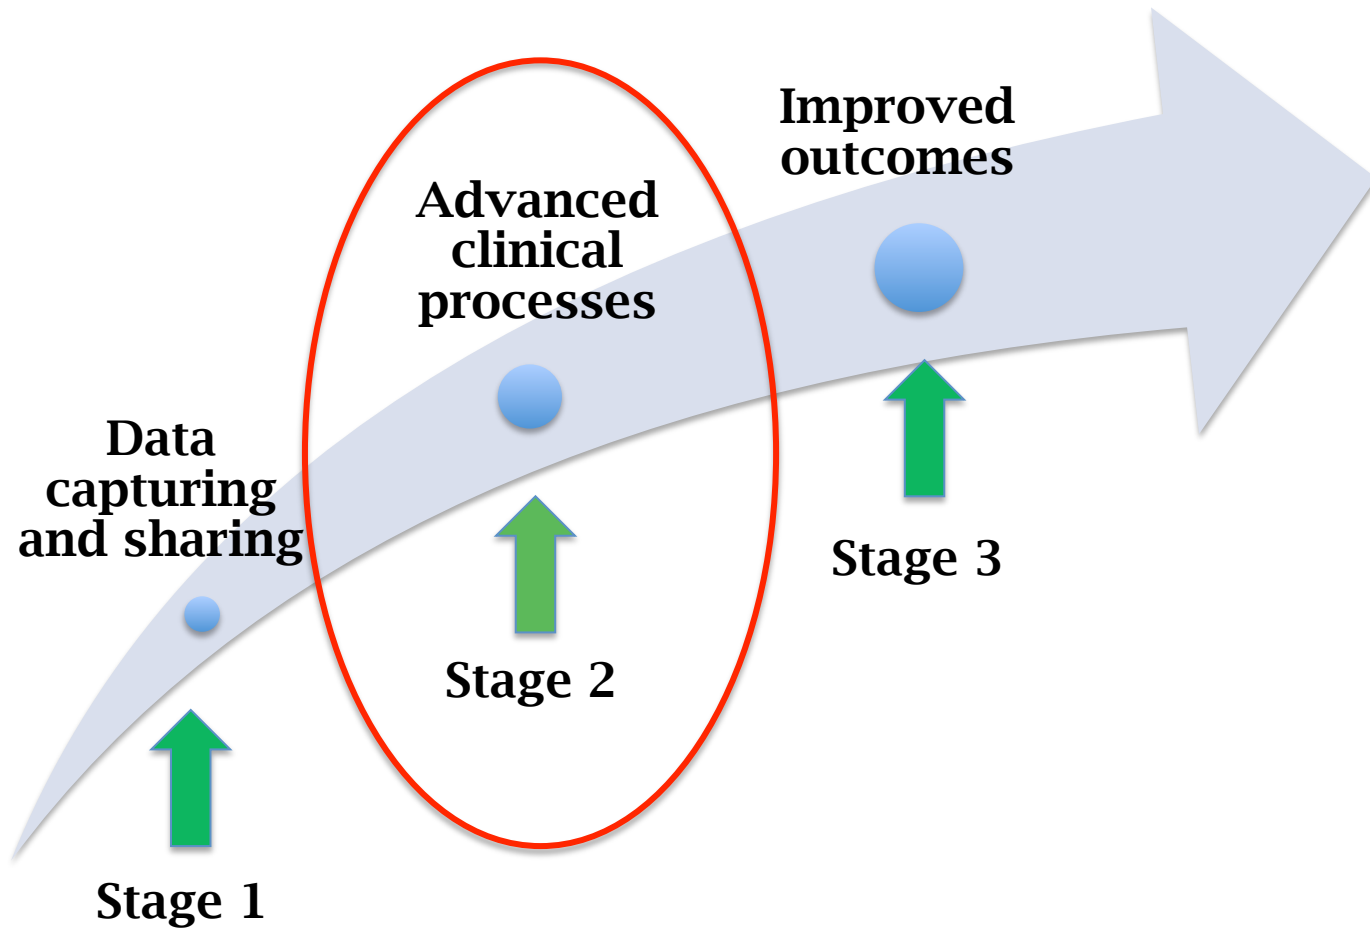 Data
capturing
and sharing
Stage 1
Advanced
clinical
processes
Stage 2
Improved
outcomes
Stage 3